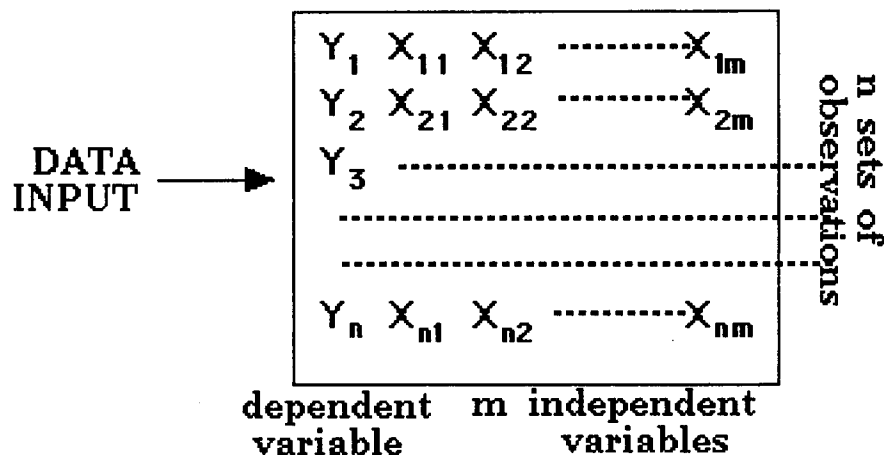 Y1 X11 X12 ---------- X1m
Y2 X21 X22 ---------- X2m
Y3
Yn Xn1 Xn2 ---------- Xnm
DATA
INPUT
n sets of
observations
dependent
variable
m independent
variables